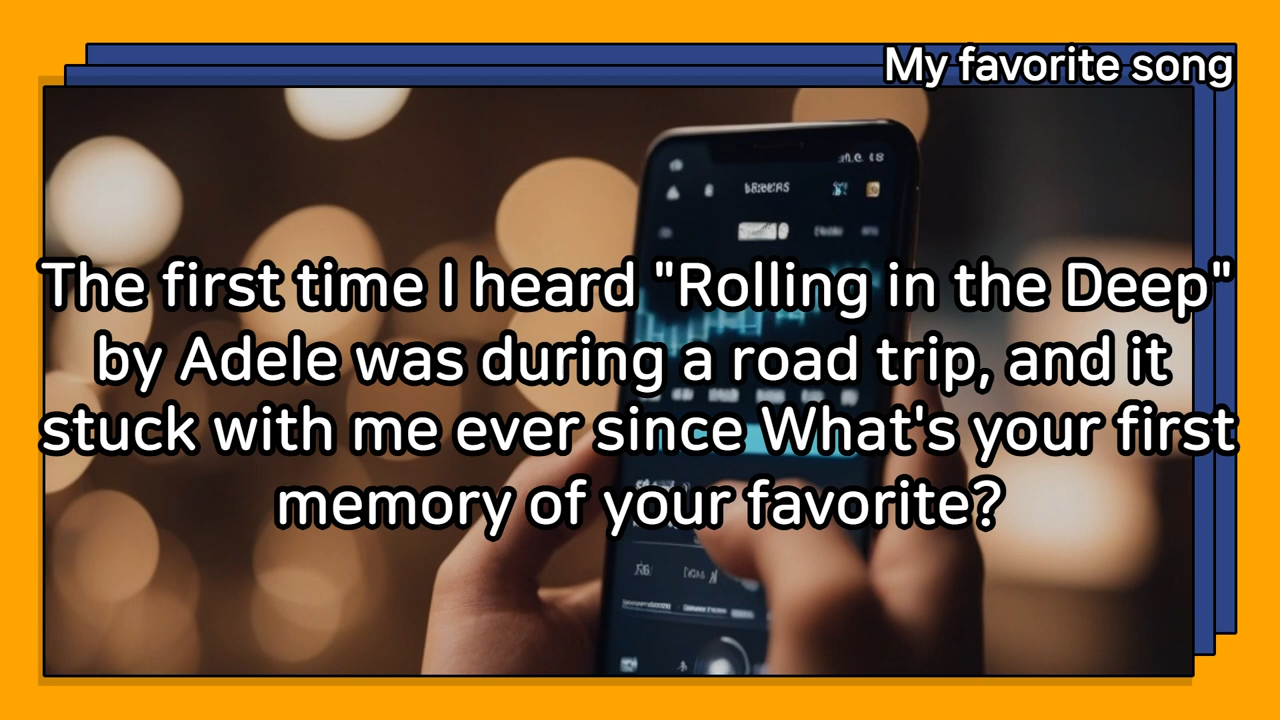 My favorite song
The first time I heard "Rolling in the Deep"
by Adele was during a road trip, and it
stuck with me ever since What's your first
memory of your favorite?